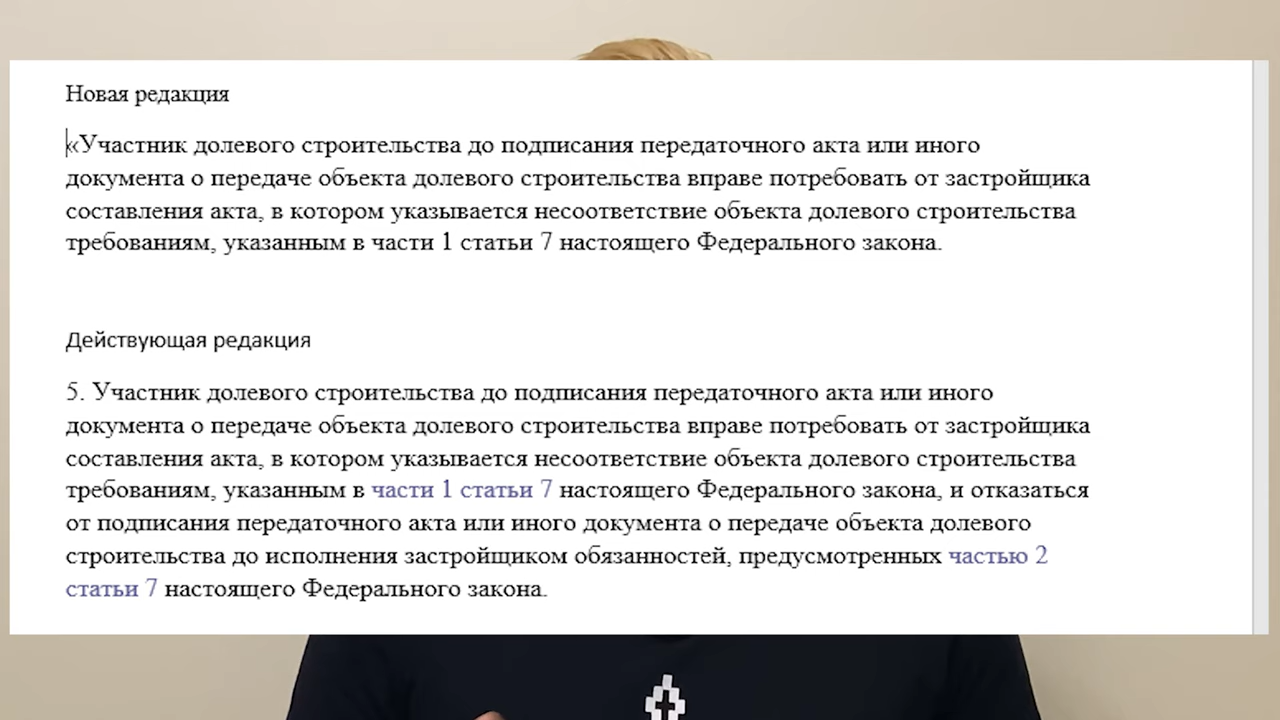 Новая редакция
«Участник долевого строительства до подписания передаточного акта или иного
документа о передаче объекта долевого строительства вправе потребовать от застройщика
составления акта, в котором указывается несоответствие объекта долевого строительства
требованиям, указанным в части 1 статьи 7 настоящего Федерального закона.
Действующая редакция
5. Участник долевого строительства до подписания передаточного акта или иного
документа о передаче объекта долевого строительства вправе потребовать от застройщика
составления акта, в котором указывается несоответствие объекта долевого строительства
требованиям, указанным в части 1 статьи 7 настоящего Федерального закона, и отказаться
от подписания передаточного акта или иного документа о передаче объекта долевого
строительства до исполнения застройщиком обязанностей, предусмотренных частью 2
статьи 7 настоящего Федерального закона.